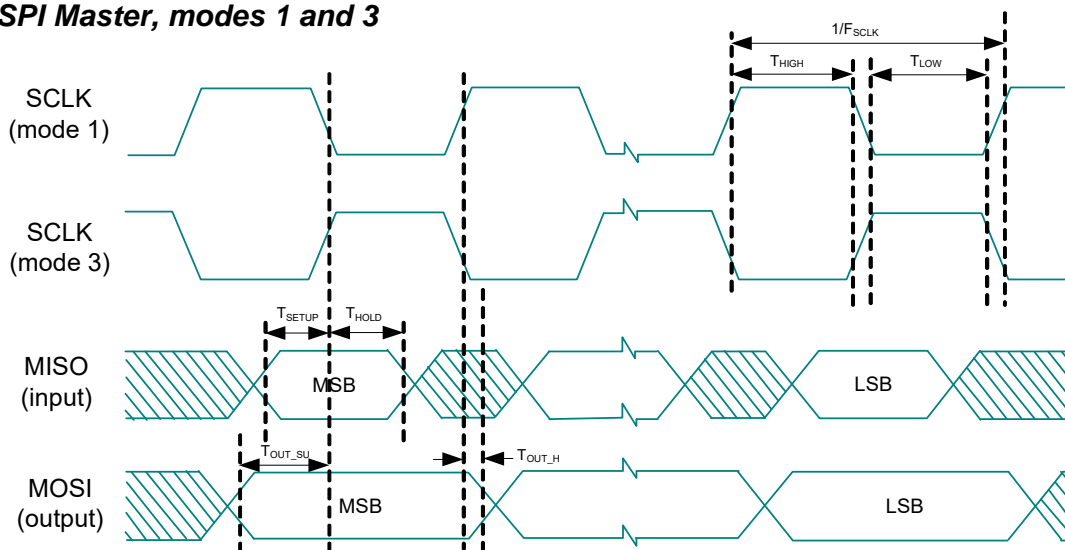 SPI Master, modes 1 and 3
1/FSCLK
THIGH
TLOW
SCLK
(mode 1)
SCLK
(mode 3)
TSETUP
THOLD
MISO
(input)
MSB
LSB
TOUT_SU
TOUT_H
MOSI
(output)
MSB
LSB